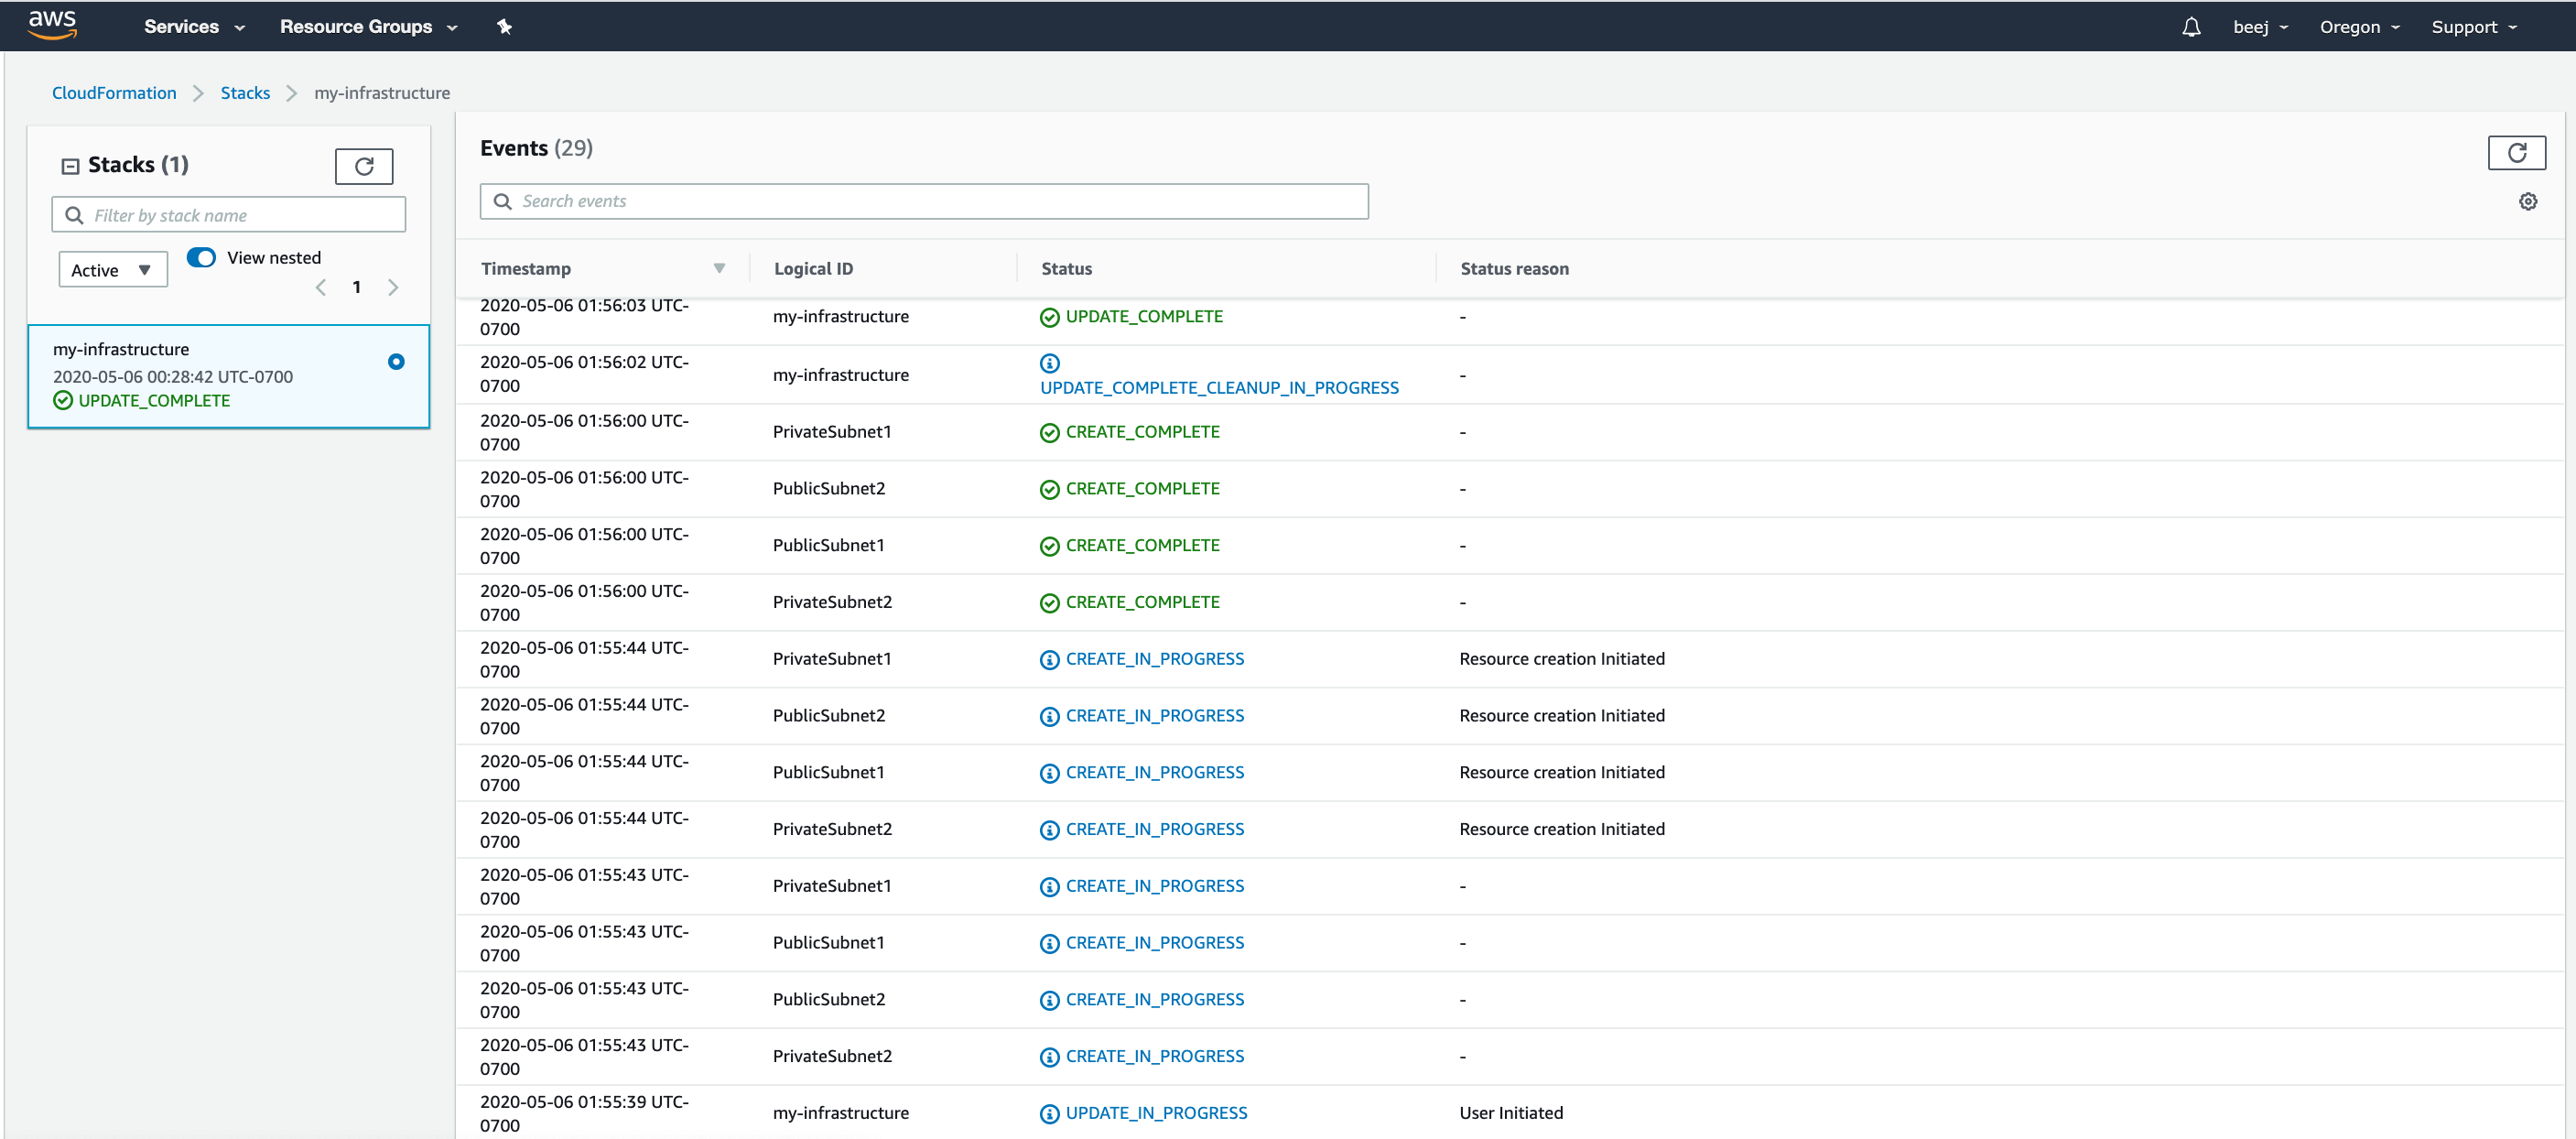 aws Services Resource Groups beej Oregon Support
CloudFormation Stacks my-infrastructure
Stacks (1)
Filter by stack name
Active View nested
1
my-infrastructure
2020-05-06 00:28:42 UTC-0700
UPDATE_COMPLETE
Events (29)
Search events
Timestamp Logical ID Status Status reason
2020-05-06 01:56:03 UTC-
0700 my-infrastructure UPDATE_COMPLETE -
2020-05-06 01:56:02 UTC-
0700 my-infrastructure UPDATE_COMPLETE_CLEANUP_IN_PROGRESS -
2020-05-06 01:56:00 UTC-
0700 PrivateSubnet1 CREATE_COMPLETE -
2020-05-06 01:56:00 UTC-
0700 PublicSubnet2 CREATE_COMPLETE -
2020-05-06 01:56:00 UTC-
0700 PublicSubnet1 CREATE_COMPLETE -
2020-05-06 01:56:00 UTC-
0700 PrivateSubnet2 CREATE_COMPLETE -
2020-05-06 01:55:44 UTC-
0700 PrivateSubnet1 CREATE_IN_PROGRESS Resource creation Initiated
2020-05-06 01:55:44 UTC-
0700 PublicSubnet2 CREATE_IN_PROGRESS Resource creation Initiated
2020-05-06 01:55:44 UTC-
0700 PublicSubnet1 CREATE_IN_PROGRESS Resource creation Initiated
2020-05-06 01:55:44 UTC-
0700 PrivateSubnet2 CREATE_IN_PROGRESS Resource creation Initiated
2020-05-06 01:55:43 UTC-
0700 PrivateSubnet1 CREATE_IN_PROGRESS -
2020-05-06 01:55:43 UTC-
0700 PublicSubnet1 CREATE_IN_PROGRESS -
2020-05-06 01:55:43 UTC-
0700 PublicSubnet2 CREATE_IN_PROGRESS -
2020-05-06 01:55:43 UTC-
0700 PrivateSubnet2 CREATE_IN_PROGRESS -
2020-05-06 01:55:39 UTC-
0700 my-infrastructure UPDATE_IN_PROGRESS User Initiated